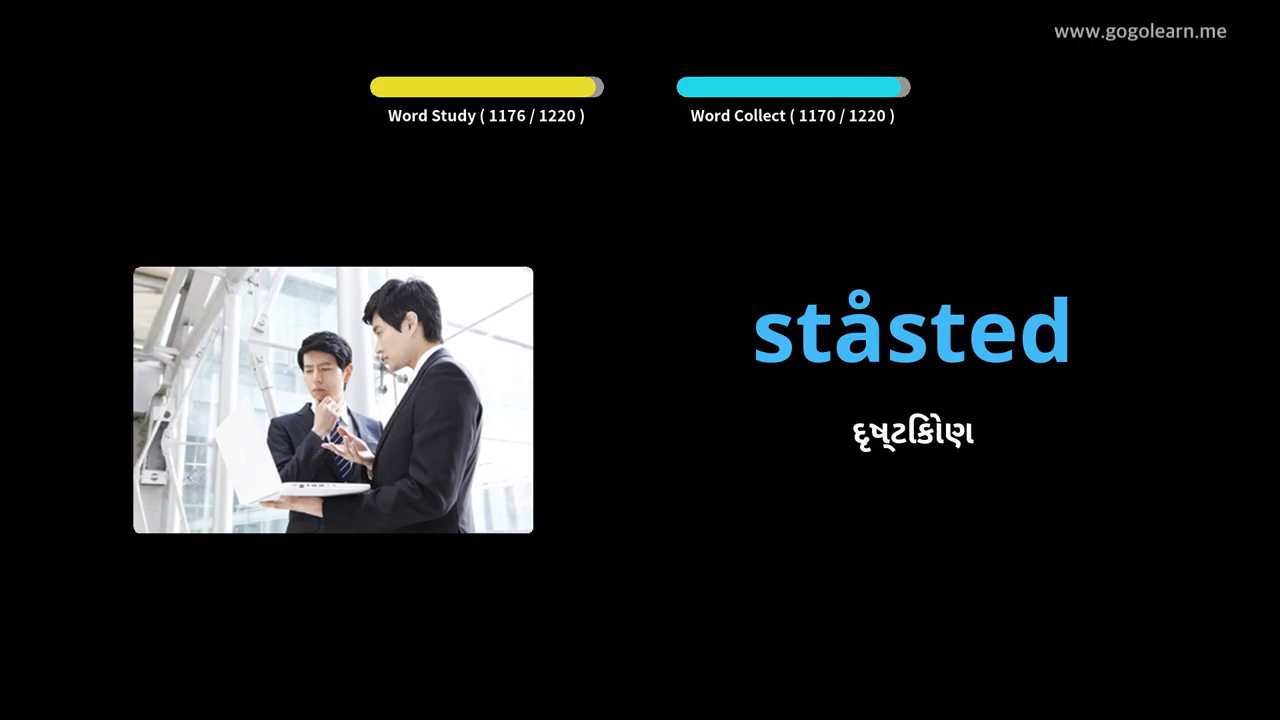 www.gogolearn.me
Word Study ( 1176 / 1220 )
Word Collect ( 1170 / 1220 )
ståsted
દૃષ્ટિકોણ